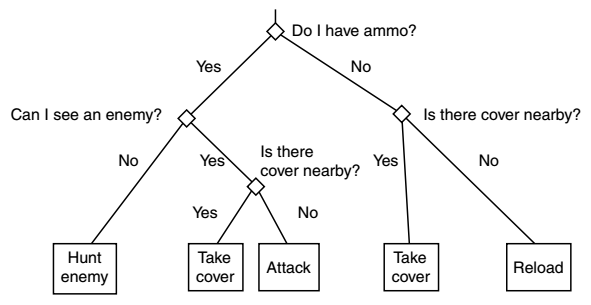 Do I have ammo?
Yes
No
Can I see an enemy?
Is there cover nearby?
No
Yes
Is there
cover nearby?
Yes
No
Yes
No
Hunt
enemy
Take
cover
Attack
Take
cover
Reload